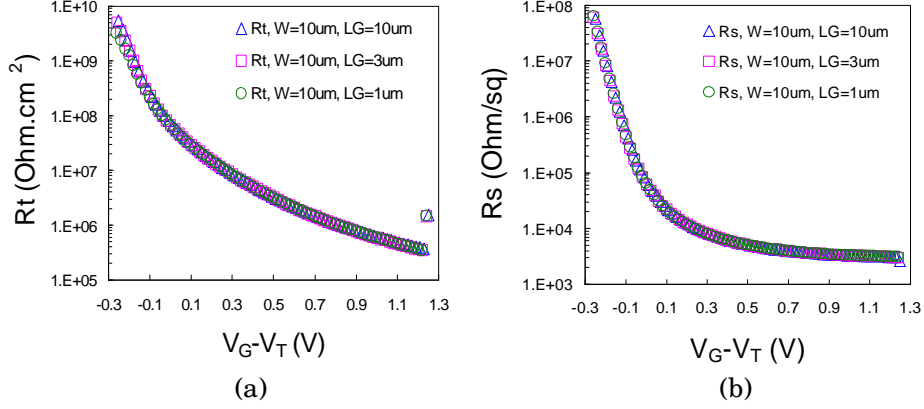 1.E+10
1.E+09
1.E+08
1.E+07
1.E+06
1.E+05
Rt (Ohm.cm ²)
Rt, W=10um, LG=10um
Rt, W=10um, LG=3um
Rt, W=10um, LG=1um
-0.3 -0.1 0.1 0.3 0.5 0.7 0.9 1.1 1.3
V_G-V_T (V)
(a)
1.E+08
1.E+07
1.E+06
1.E+05
1.E+04
1.E+03
Rs (Ohm/sq)
Rs, W=10um, LG=10um
Rs, W=10um, LG=3um
Rs, W=10um, LG=1um
-0.3 -0.1 0.1 0.3 0.5 0.7 0.9 1.1 1.3
V_G-V_T (V)
(b)